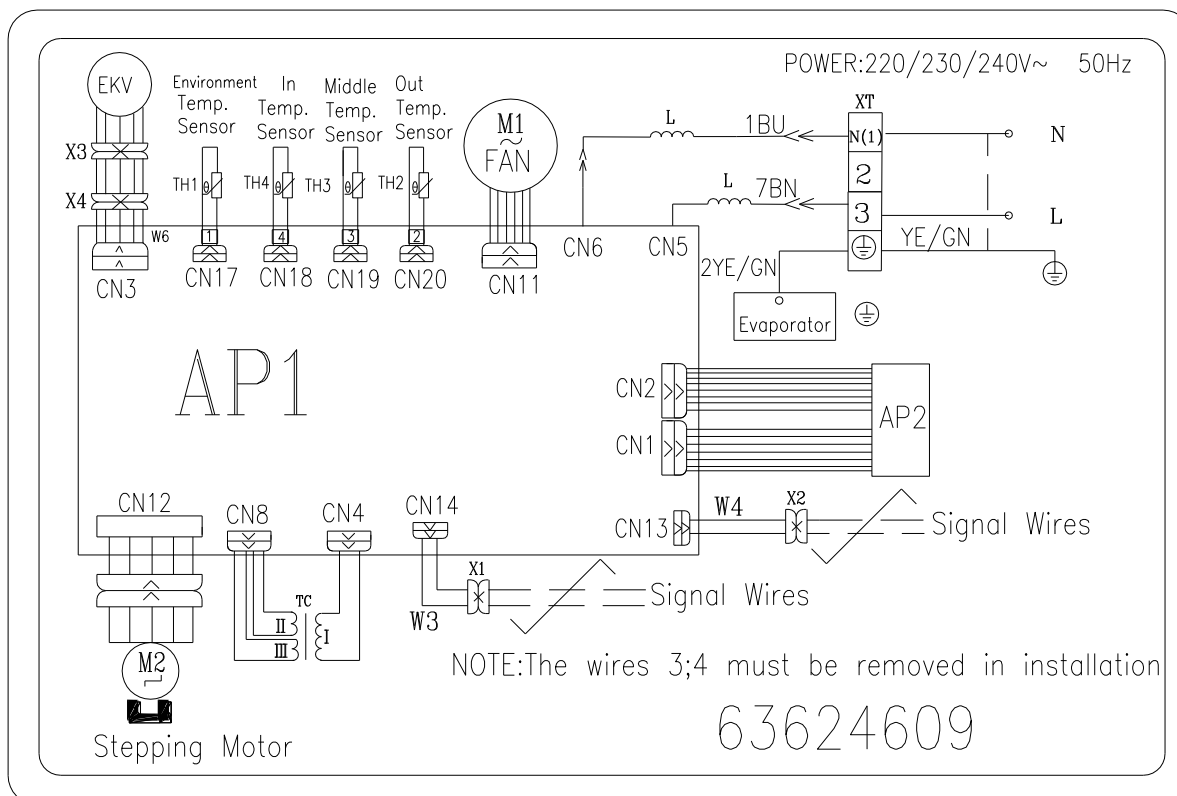 POWER:220/230/240V~ 50Hz
EKV
Environment
Temp.
Sensor
In
Temp.
Sensor
Middle
Temp.
Sensor
Out
Temp.
Sensor
M1
~
FAN
X3
X4
TH1
θ
TH4
θ
TH3
θ
TH2
θ
W6
1
4
3
2
CN3
CN17
CN18
CN19
CN20
CN11
CN6
CN5
L
1BU
XT
N(1)
N
2
L
7BN
3
L
YE/GN
2YE/GN
Evaporator
AP1
CN2
CN1
AP2
CN12
CN8
CN4
CN14
CN13
W4
X2
Signal Wires
X1
W3
Signal Wires
TC
II
III
I
M2
Stepping Motor
NOTE:The wires 3;4 must be removed in installation
63624609